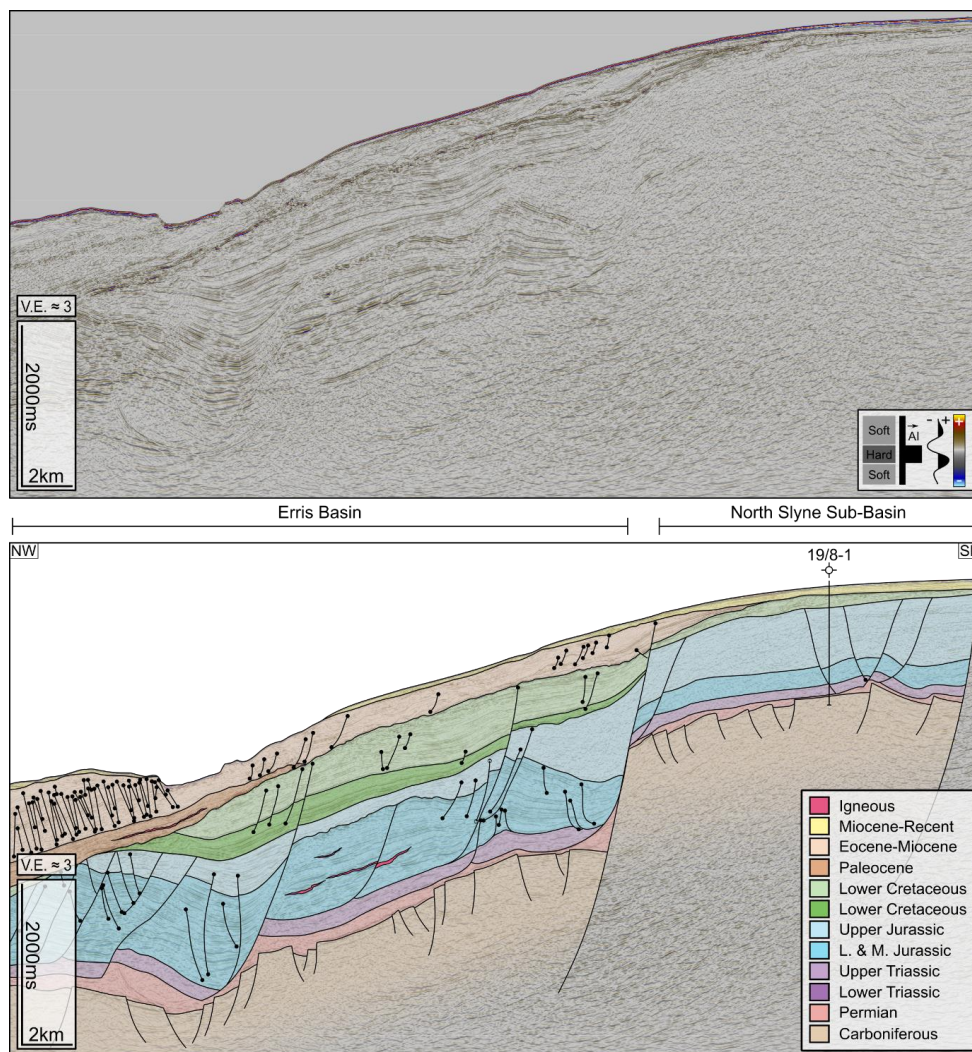 V.E. ≈ 3
2000ms
2km
Soft
Hard
Soft
AI
- +
+
-
Erris Basin
North Slyne Sub-Basin
NW
19/8-1
V.E. ≈ 3
2000ms
2km
Igneous
Miocene-Recent
Eocene-Miocene
Paleocene
Lower Cretaceous
Lower Cretaceous
Upper Jurassic
L. & M. Jurassic
Upper Triassic
Lower Triassic
Permian
Carboniferous